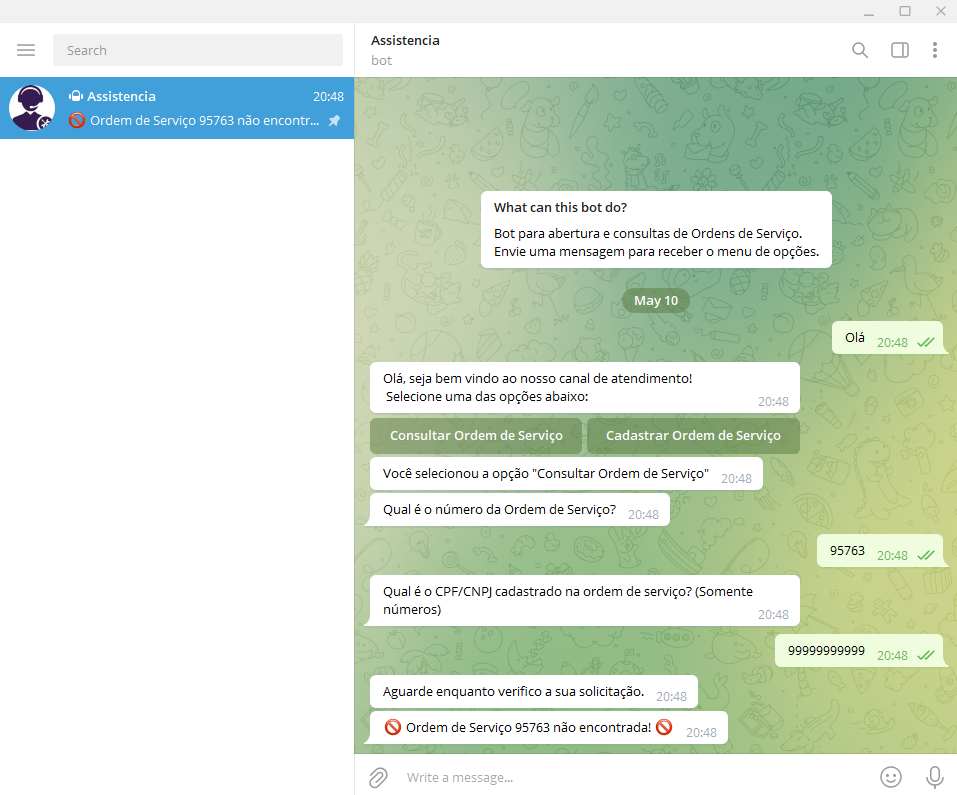 Search
Assistencia
20:48
🚫 Ordem de Serviço 95763 não encontr...
Assistencia
bot
What can this bot do?
Bot para abertura e consultas de Ordens de Serviço.
Envie uma mensagem para receber o menu de opções.
May 10
Olá 20:48
Olá, seja bem vindo ao nosso canal de atendimento!
Selecione uma das opções abaixo:
20:48
Consultar Ordem de Serviço
Cadastrar Ordem de Serviço
Você selecionou a opção "Consultar Ordem de Serviço" 20:48
Qual é o número da Ordem de Serviço? 20:48
95763 20:48
Qual é o CPF/CNPJ cadastrado na ordem de serviço? (Somente
números)
20:48
99999999999 20:48
Aguarde enquanto verifico a sua solicitação. 20:48
🚫 Ordem de Serviço 95763 não encontrada! 🚫 20:48
Write a message...